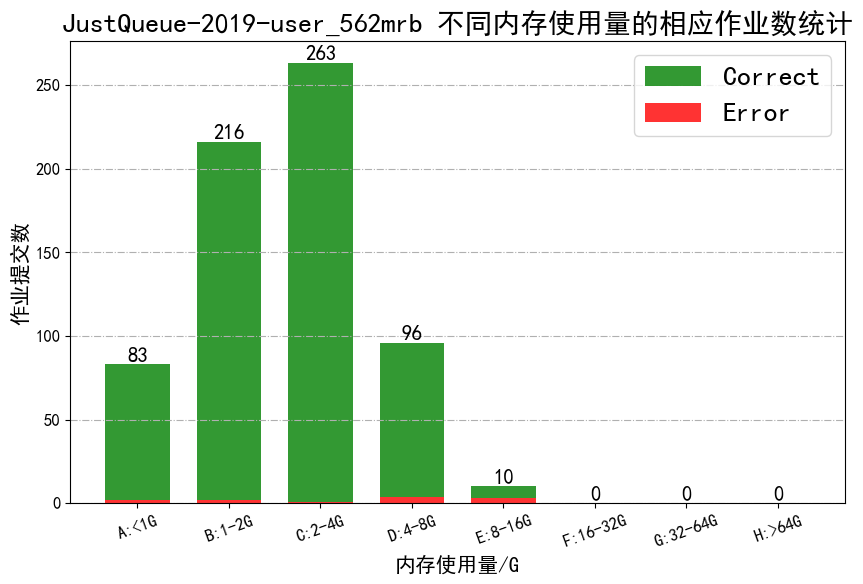 JustQueue-2019-user_562mrb 不同内存使用量的相应作业数统计
Correct
Error
作业提交数
250
200
150
100
50
0
83
216
263
96
10
0
0
0
A:<1G
B:1-2G
C:2-4G
D:4-8G
E:8-16G
F:16-32G
G:32-64G
H:>64G
内存使用量/G